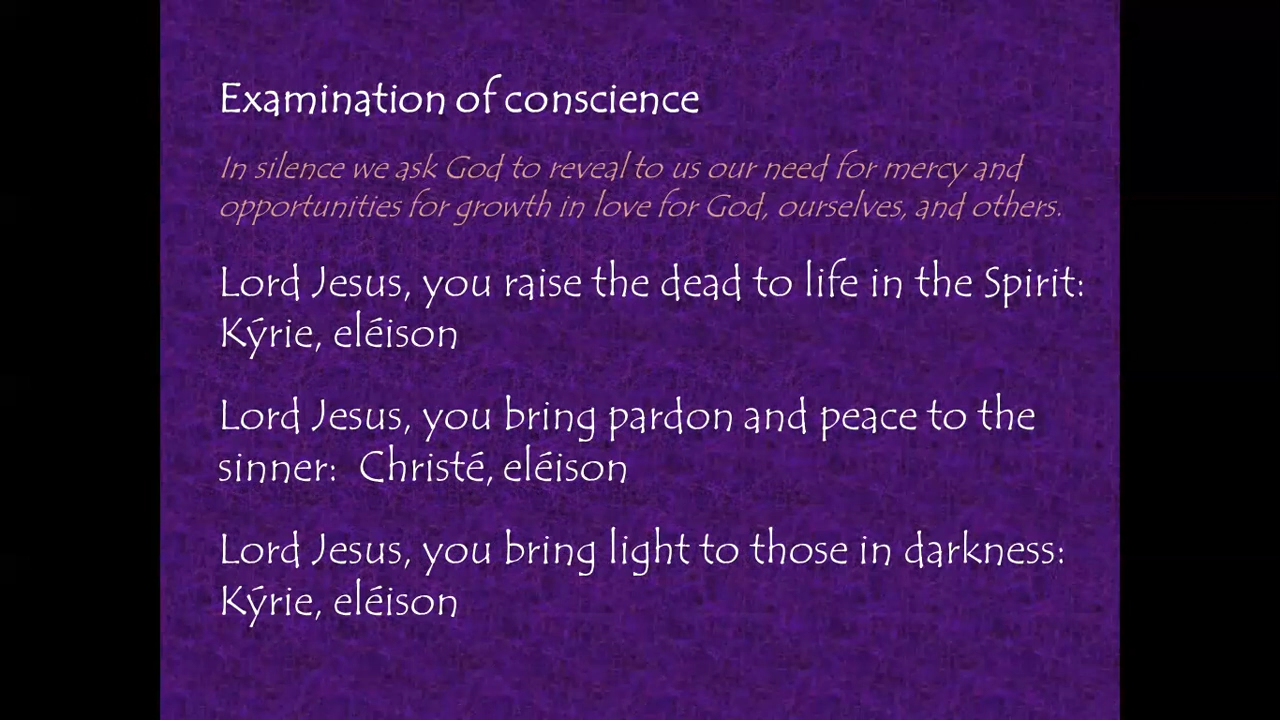 Examination of conscience
In silence we ask God to reveal to us our need for mercy and
opportunities for growth in love for God, ourselves, and others.
Lord Jesus, you raise the dead to life in the Spirit:
Kýrie, eléison
Lord Jesus, you bring pardon and peace to the
sinner:  Christé, eléison
Lord Jesus, you bring light to those in darkness:
Kýrie, eléison